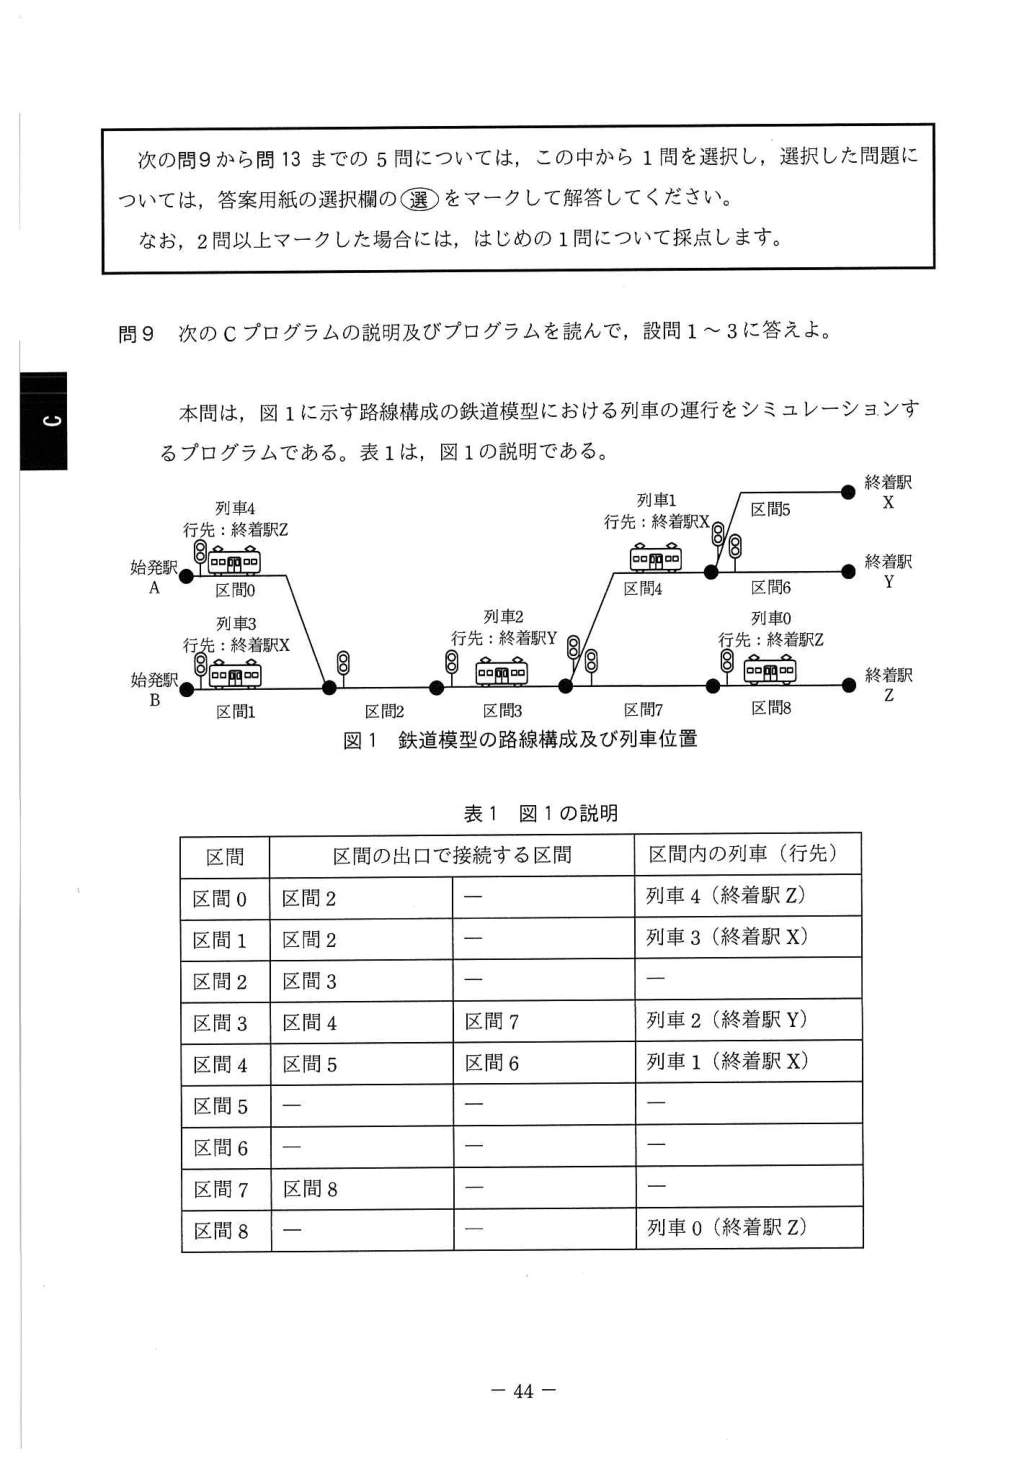 次の問9から問 13 までの 5 問については，この中から 1 問を選択し，選択した問題に
ついては，答案用紙の選択欄の(選)をマークして解答してください。
なお，2問以上マークした場合には，はじめの1問について採点します。
問9 次のCプログラムの説明及びプログラムを読んで，設問1〜3に答えよ。
C
本問は，図1に示す路線構成の鉄道模型における列車の運行をシミュレーションす
るプログラムである。表1は，図1の説明である。
列車4
行先：終着駅Z
始発駅
A
区間0
列車3
行先：終着駅X
始発駅
B
区間1
区間2
列車2
行先：終着駅Y
区間3
列車1
行先：終着駅X
区間4
区間5
終着駅
X
区間6
終着駅
Y
列車0
行先：終着駅Z
区間7
区間8
終着駅
Z
図1 鉄道模型の路線構成及び列車位置
表1 図1の説明
区間 区間の出口で接続する区間 区間内の列車（行先）
区間0 区間2 — 列車4（終着駅Z）
区間1 区間2 — 列車3（終着駅X）
区間2 区間3 — —
区間3 区間4 区間7 列車2（終着駅Y）
区間4 区間5 区間6 列車1（終着駅X）
区間5 — — —
区間6 — — —
区間7 区間8 — —
区間8 — — 列車0（終着駅Z）
— 44 —